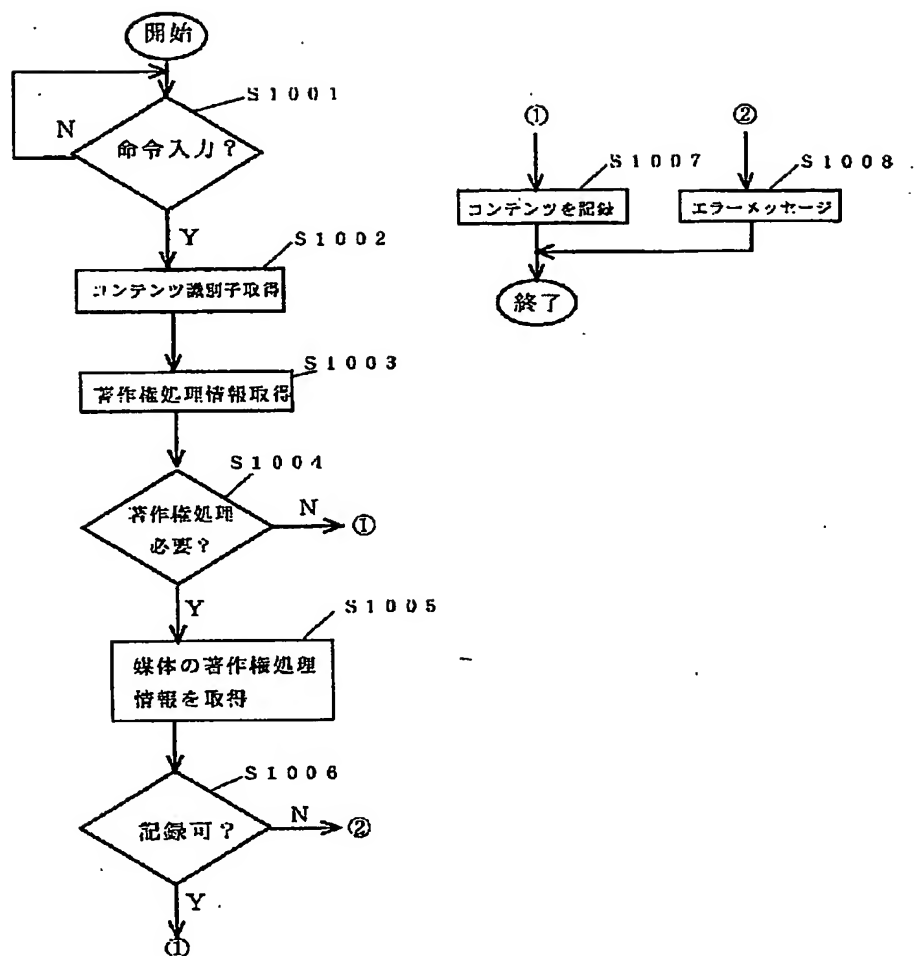 開始
S1001
N
命令入力?
Y
S1002
コンテンツ識別子取得
S1003
著作権処理情報取得
S1004
著作権処理
必要?
N
①
Y
S1005
媒体の著作権処理
情報を取得
S1006
記録可?
N
②
Y
①
①
②
S1007
S1008
コンテンツを記録
エラーメッセージ
終了